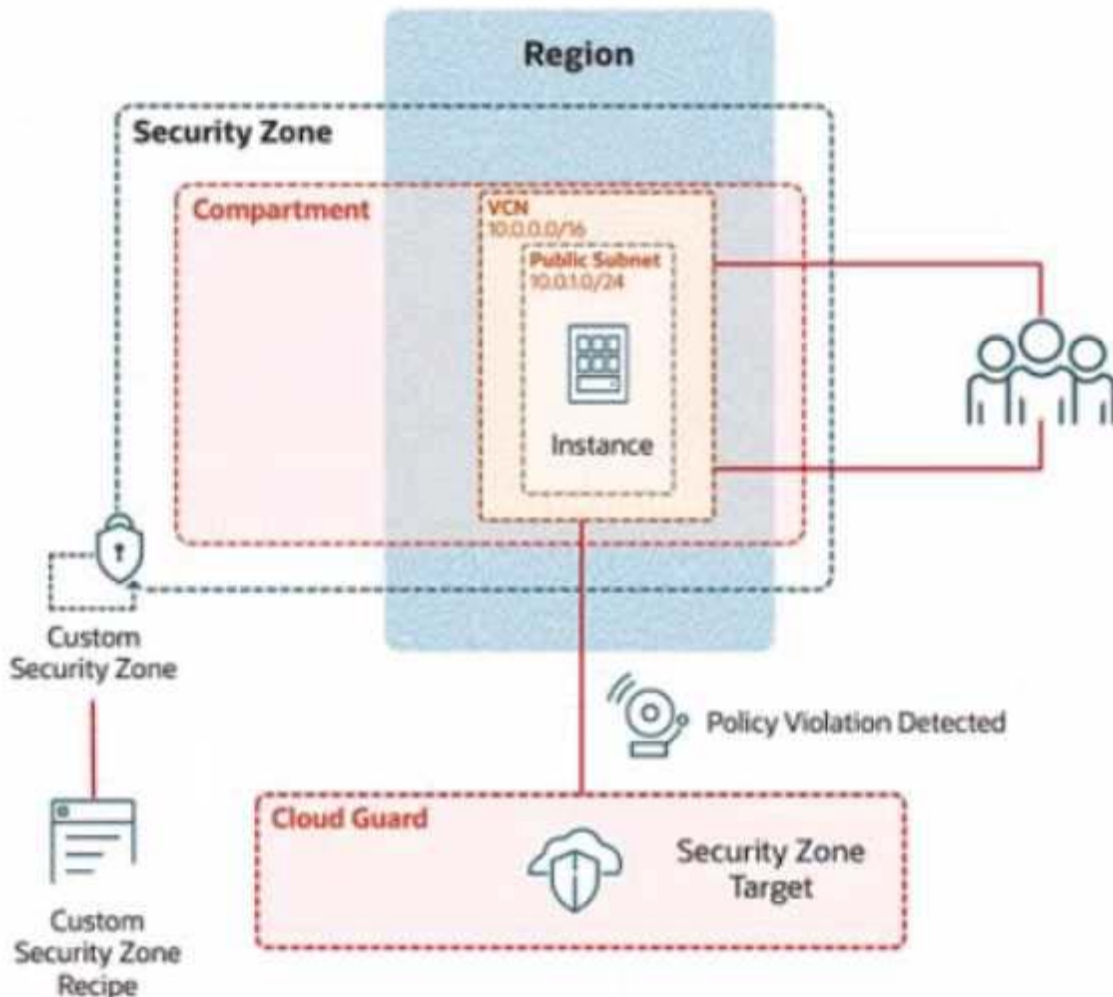 Region
Security Zone
Compartment
VCN
10.0.0.0/16
Public Subnet
10.0.1.0/24
Instance
Custom
Security Zone
Policy Violation Detected
Cloud Guard
Security Zone
Target
Custom
Security Zone
Recipe